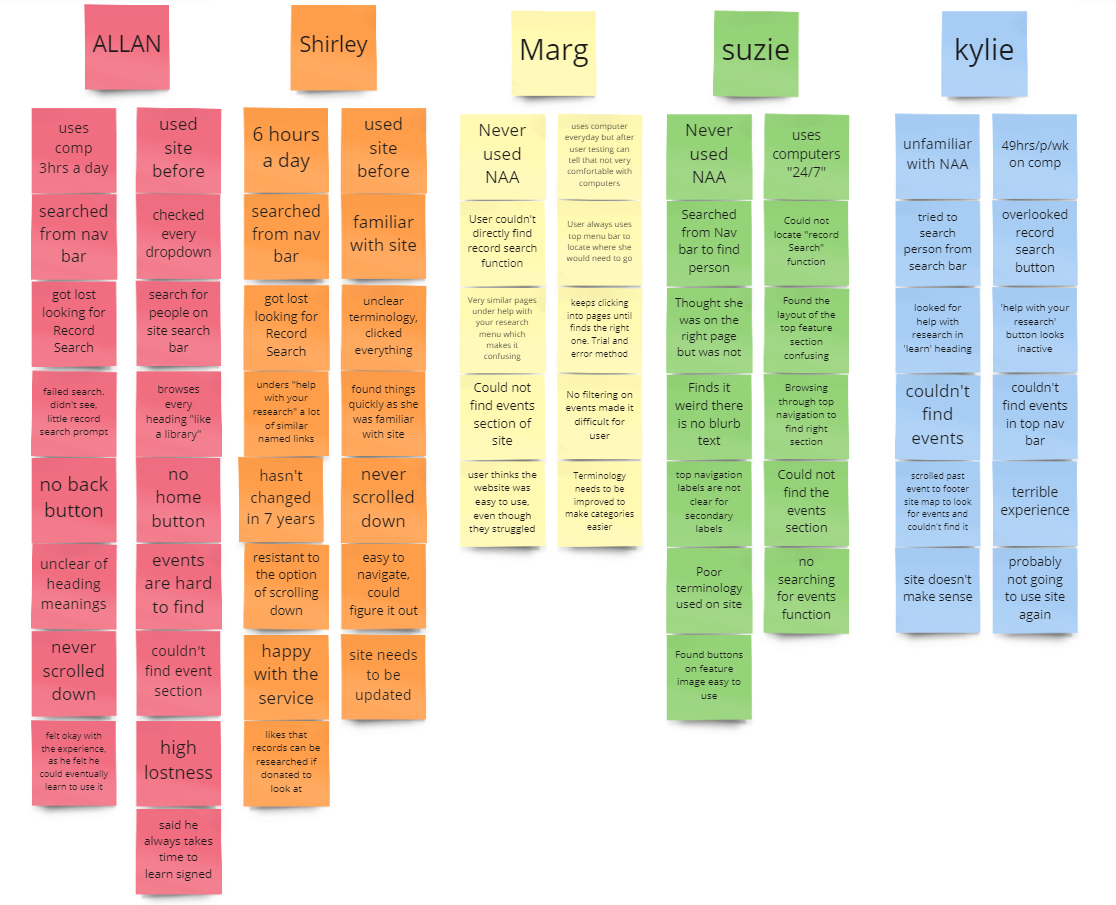 ALLAN
Shirley
Marg
suzie
kylie
uses
comp
3hrs a day
used
site
before
searched
from nav
bar
checked
every
dropdown
got lost
looking for
Record
Search
search for
people on
site search
bar
failed search.
didn't see,
little record
search prompt
browses
every
heading "like
a library"
no back
button
no
home
button
unclear of
heading
meanings
events
are hard
to find
never
scrolled
down
couldn't
find event
section
felt okay with
the experience,
as he felt he
could eventually
learn to use it
high
lostness
said he
always takes
time to
learn signed
6 hours
a day
used
site
before
searched
from nav
bar
familiar
with site
got lost
looking for
Record
Search
unclear
terminology,
clicked
everything
unders "help
with your
research" a lot
of similar
named links
found things
quickly as she
was familiar
with site
hasn't
changed
in 7 years
never
scrolled
down
resistant to
the option
of scrolling
down
easy to
navigate,
could
figure it out
happy
with the
service
site needs
to be
updated
likes that
records can be
researched if
donated to
look at
Never
used
NAA
uses computer
everyday but after
user testing can
tell that not very
comfortable with
computers
User couldn't
directly find
record search
function
User always uses
top menu bar to
locate where she
would need to go
Very similar pages
under help with
your research
menu which
makes it
confusing
keeps clicking
into pages until
finds the right
one. Trial and
error method
Could not
find events
section of
site
No filtering on
events made it
difficult for
user
user thinks the
website was
easy to use,
even though
they struggled
Terminology
needs to be
improved to
make categories
easier
Never
used
NAA
uses
computers
"24/7"
Searched
from Nav
bar to find
person
Could not
locate "record
Search"
function
Thought she
was on the
right page
but was not
Found the
layout of the
top feature
section
confusing
Finds it
weird there
is no blurb
text
Browsing
through top
navigation to
find right
section
top navigation
labels are not
clear for
secondary
labels
Could not
find the
events
section
Poor
terminology
used on site
no
searching
for events
function
Found buttons
on feature
image easy to
use
unfamiliar
with NAA
49hrs/p/wk
on comp
tried to
search
person from
search bar
overlooked
record
search
button
looked for
help with
research in
'learn' heading
'help with your
research'
button looks
inactive
couldn't
find
events
couldn't
find events
in top nav
bar
scrolled past
event to footer
site map to look
for events and
couldn't find it
terrible
experience
site doesn't
make sense
probably
not going
to use site
again